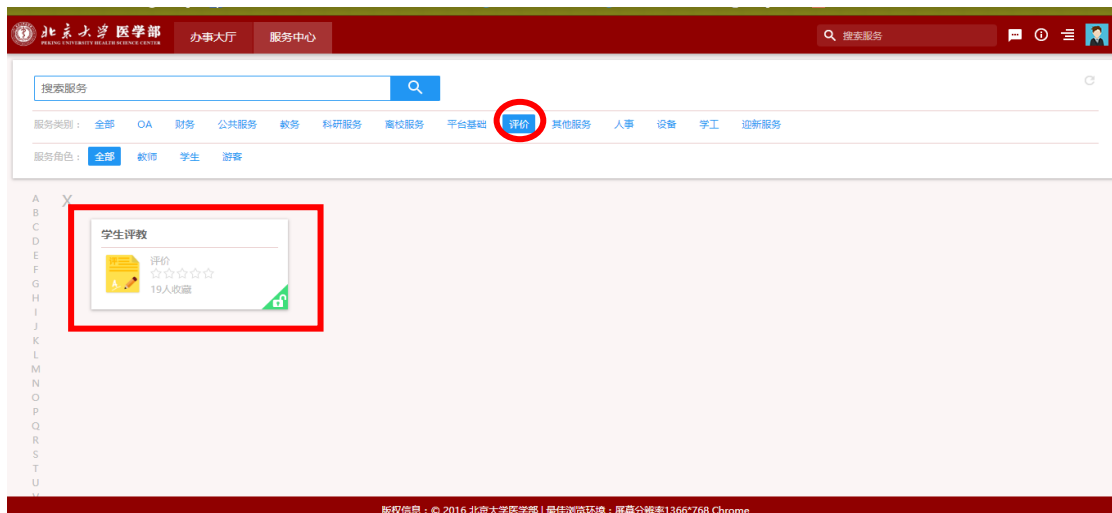 北京大学医学部 办事大厅 服务中心 搜索服务
PEKING UNIVERSITY HEALTH SCIENCE CENTER
搜索服务
服务类别： 全部 OA 财务 公共服务 教务 科研服务 离校服务 平台基础 评价 其他服务 人事 设备 学工 迎新服务
服务角色： 全部 教师 学生 游客
A
X
B
C
D
E
F
G
H
I
J
K
L
M
N
O
P
Q
R
S
T
U
学生评教
评价
19人收藏
版权信息：© 2016 北京大学医学部 | 最佳浏览环境：屏幕分辨率1366*768 Chrome